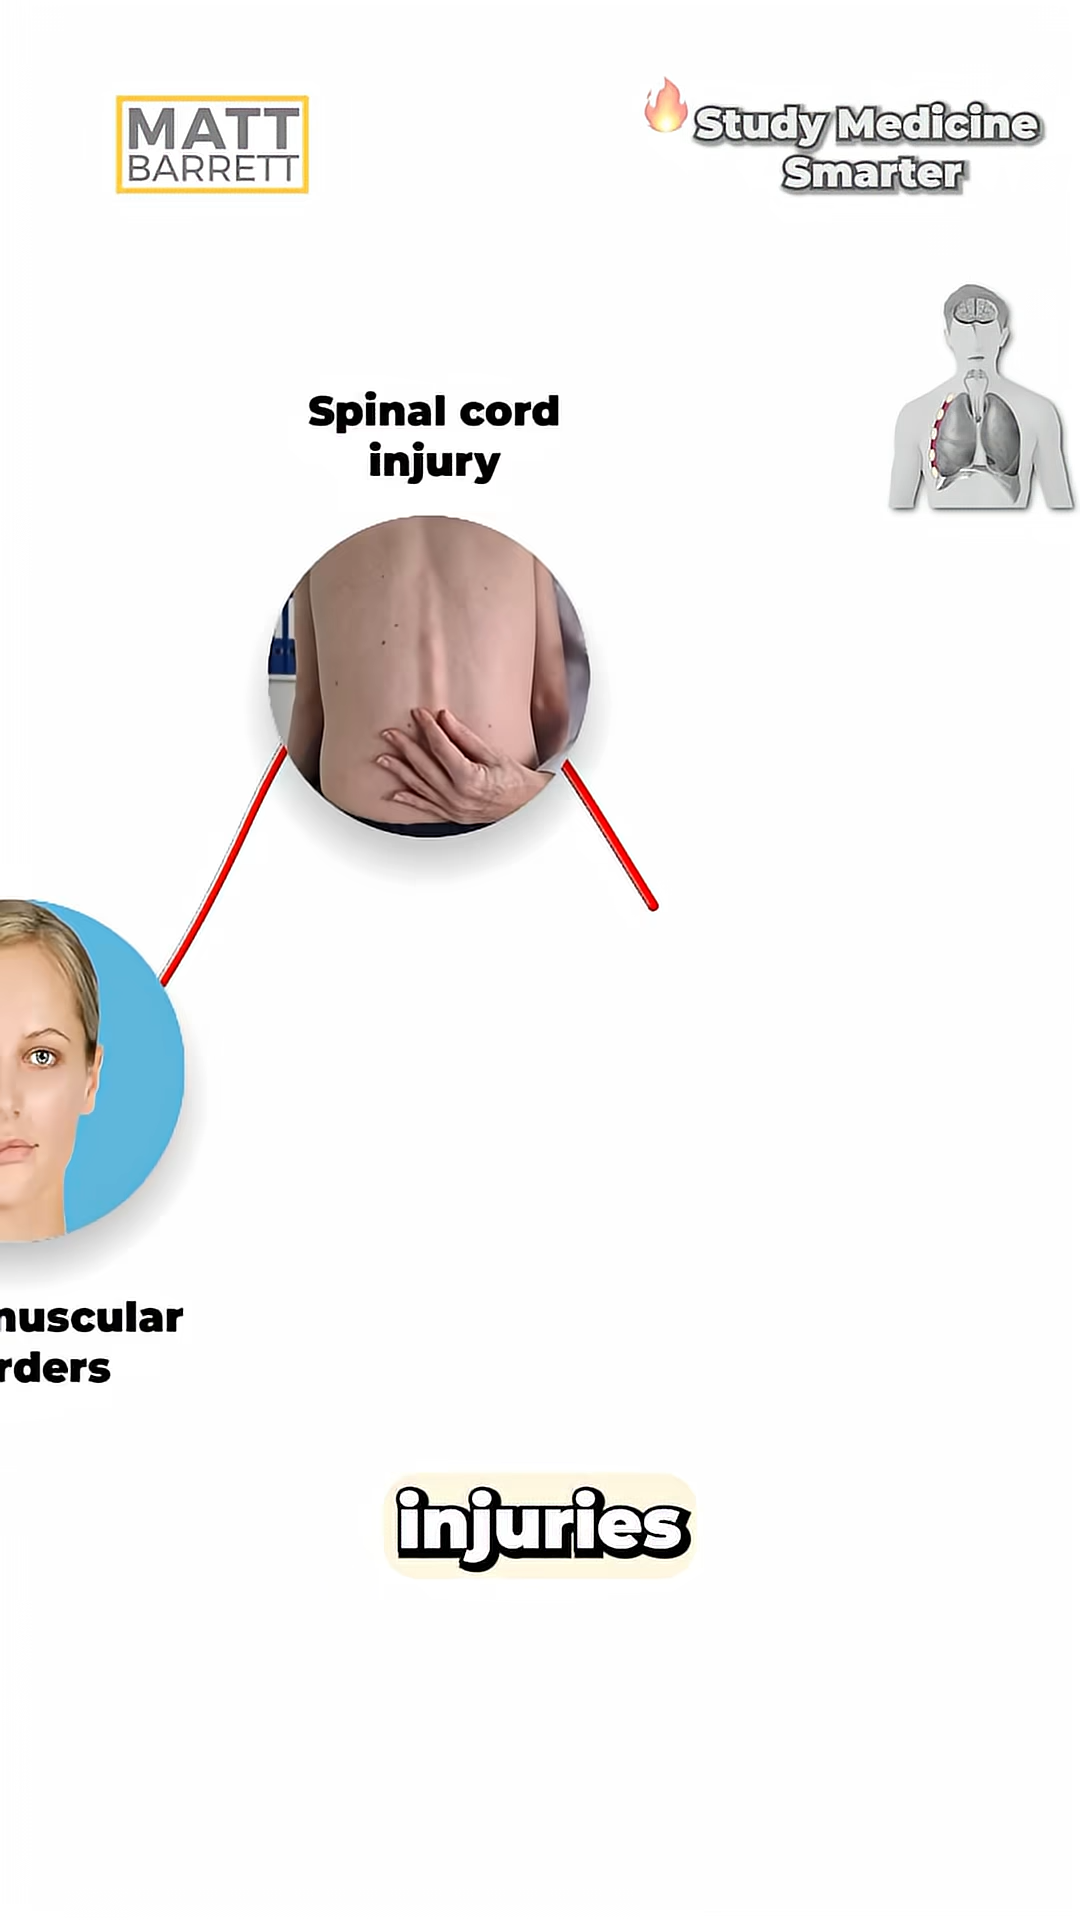 MATT
BARRETT
Study Medicine
Smarter
Spinal cord
injury
nuscular
rders
injuries